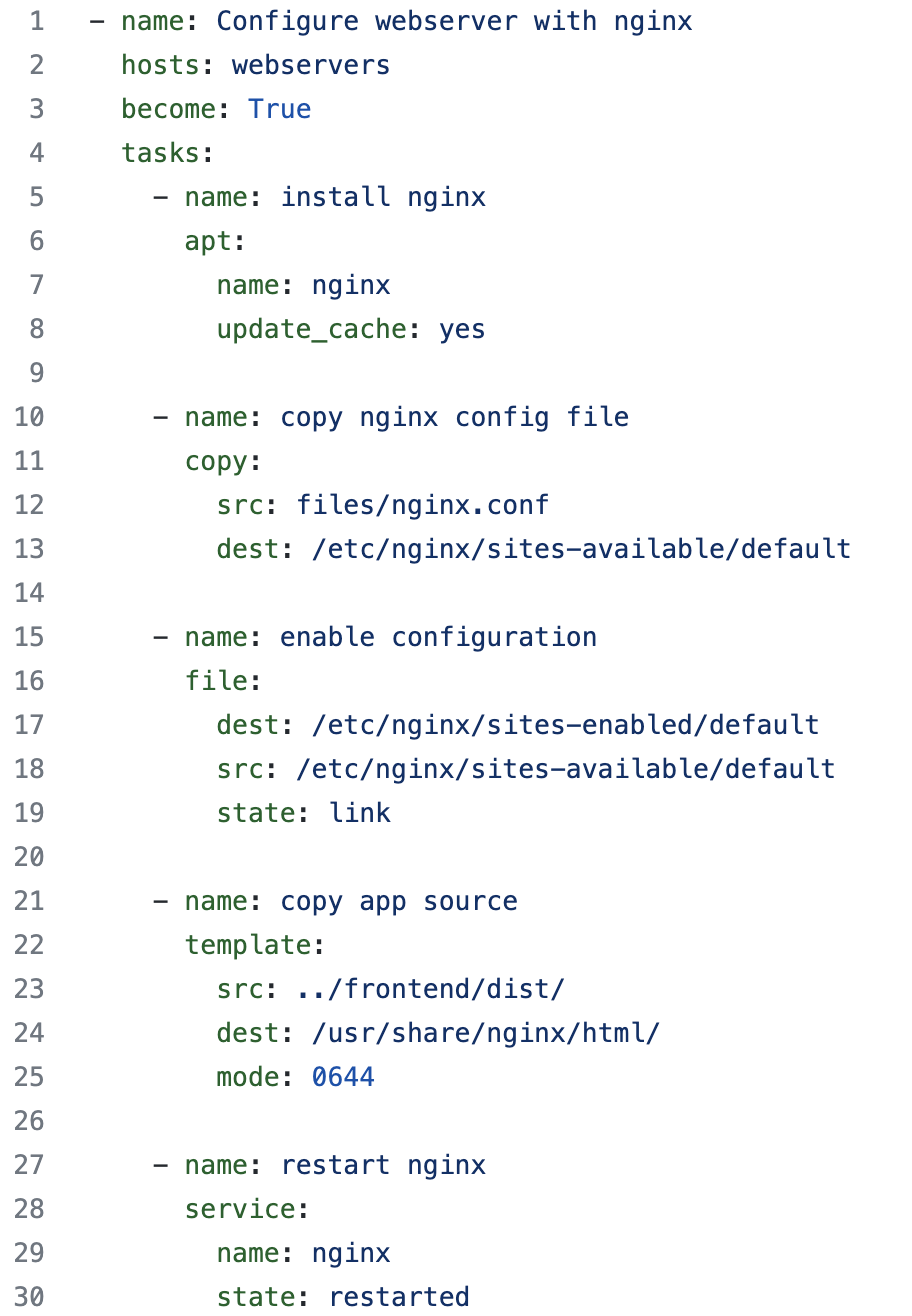 1 - name: Configure webserver with nginx
2   hosts: webservers
3   become: True
4   tasks:
5     - name: install nginx
6       apt:
7         name: nginx
8         update_cache: yes
9
10     - name: copy nginx config file
11       copy:
12         src: files/nginx.conf
13         dest: /etc/nginx/sites-available/default
14
15     - name: enable configuration
16       file:
17         dest: /etc/nginx/sites-enabled/default
18         src: /etc/nginx/sites-available/default
19         state: link
20
21     - name: copy app source
22       template:
23         src: ../frontend/dist/
24         dest: /usr/share/nginx/html/
25         mode: 0644
26
27     - name: restart nginx
28       service:
29         name: nginx
30         state: restarted